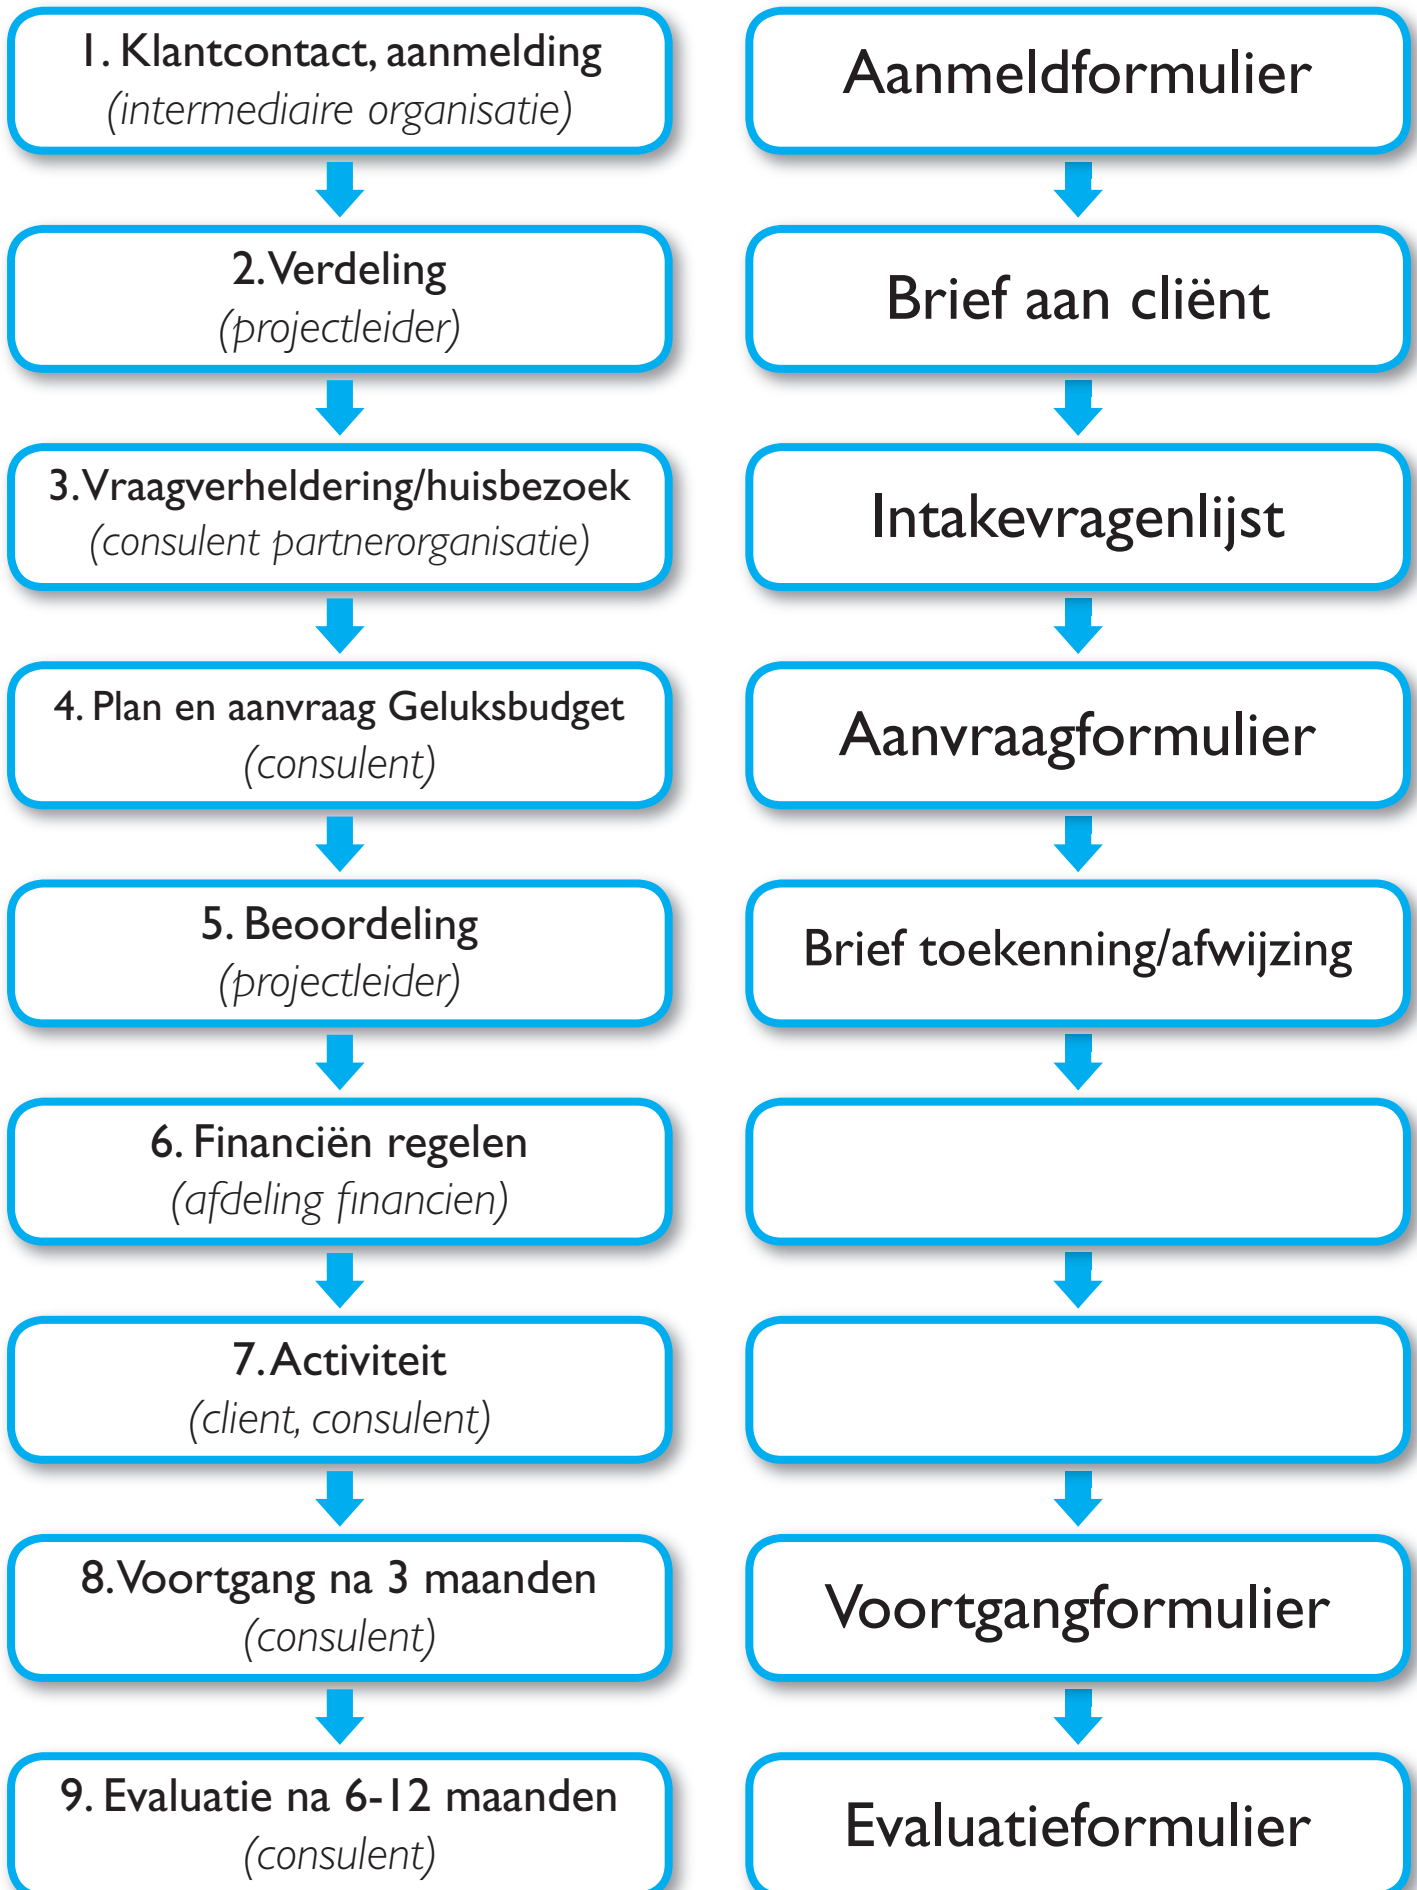 1. Klantcontact, aanmelding
(intermediaire organisatie)
Aanmeldformulier
2. Verdeling
(projectleider)
Brief aan cliënt
3. Vraagverheldering/huisbezoek
(consulent partnerorganisatie)
Intakevragenlijst
4. Plan en aanvraag Geluksbudget
(consulent)
Aanvraagformulier
5. Beoordeling
(projectleider)
Brief toekenning/afwijzing
6. Financiën regelen
(afdeling financien)
7. Activiteit
(client, consulent)
8. Voortgang na 3 maanden
(consulent)
Voortgangformulier
9. Evaluatie na 6-12 maanden
(consulent)
Evaluatieformulier